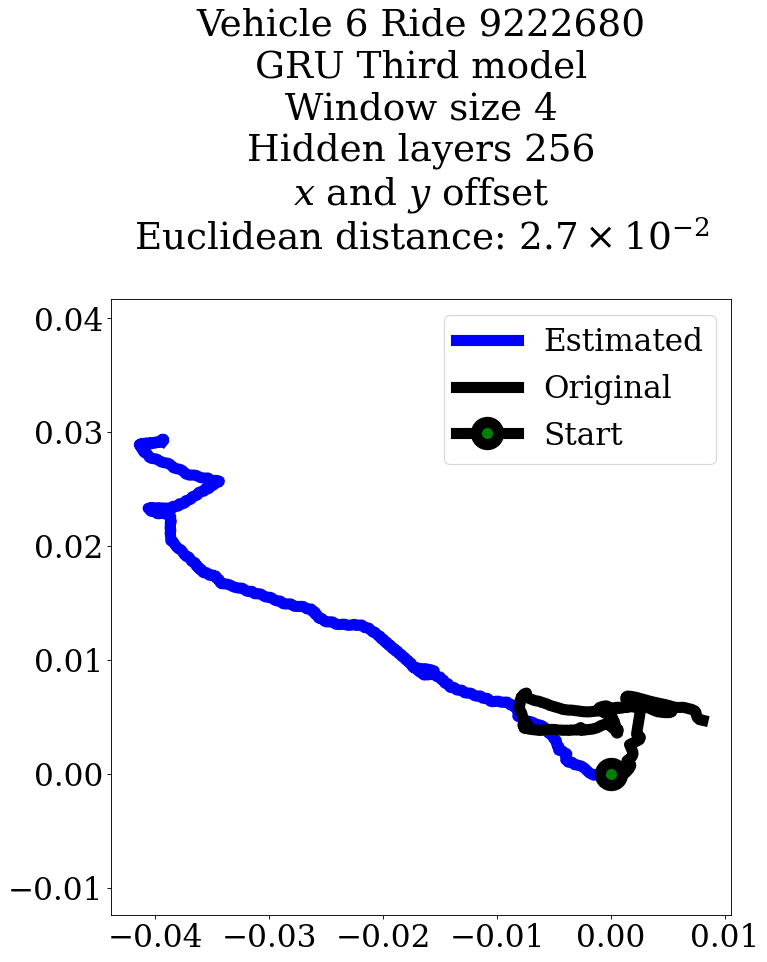 Vehicle 6 Ride 9222680
GRU Third model
Window size 4
Hidden layers 256
x and y offset
Euclidean distance: 2.7 × 10⁻²
Estimated
Original
Start
0.04
0.03
0.02
0.01
0.00
−0.01
−0.04 −0.03 −0.02 −0.01 0.00 0.01